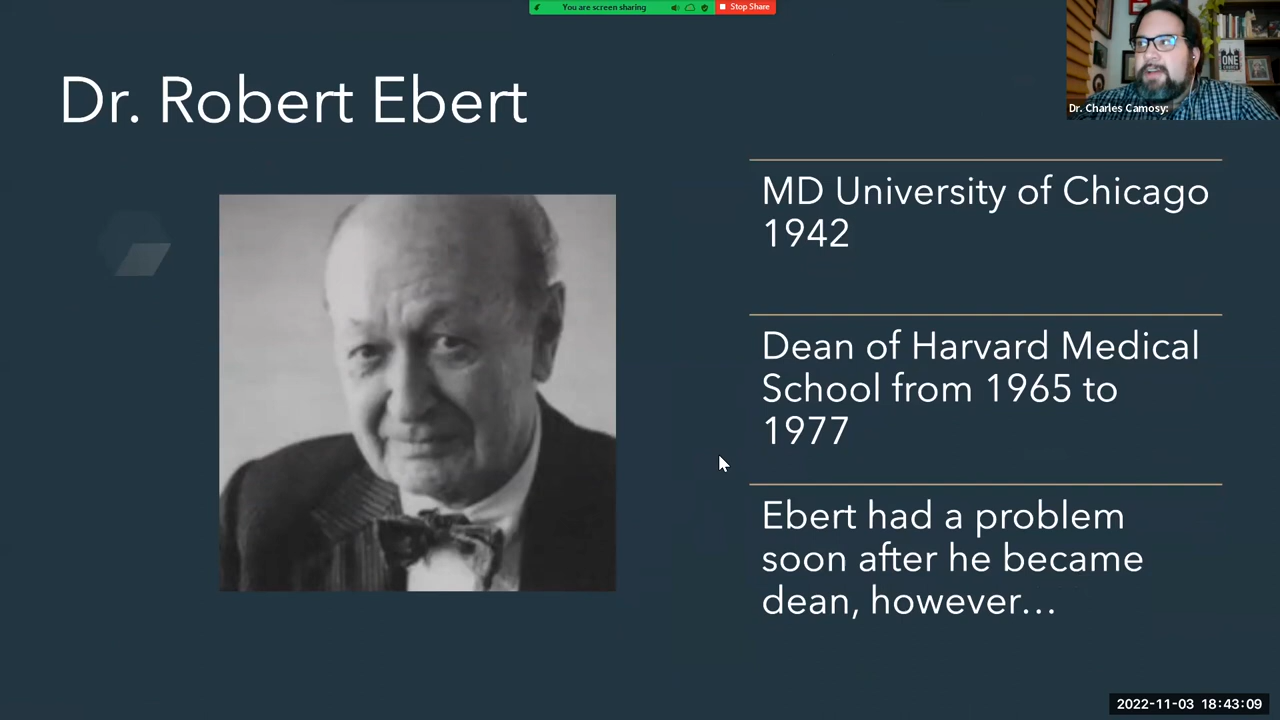 You are screen sharing
Stop Share
Dr. Robert Ebert
ONE
Dr. Charles Camosy:
MD University of Chicago
1942
Dean of Harvard Medical
School from 1965 to
1977
Ebert had a problem
soon after he became
dean, however…
2022-11-03 18:43:09